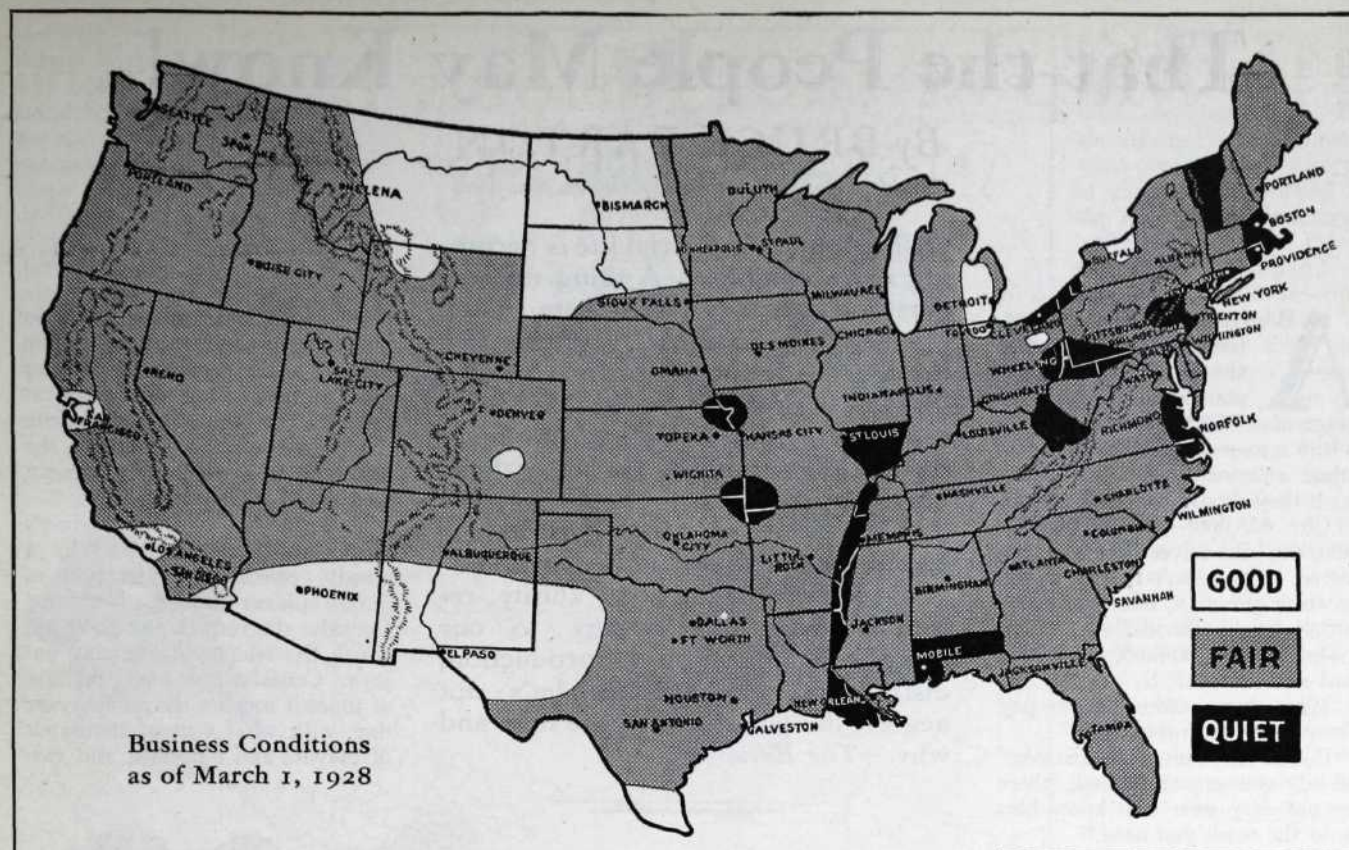 SEATTLE
SPOKANE
PORTLAND
HELENA
BISMARCK
DULUTH
ST. PAUL
BOISE CITY
SIOUX FALLS
MILWAUKEE
DETROIT
BUFFALO
ALBANY
PORTLAND
BOSTON
PROVIDENCE
NEW YORK
TRENTON
WILMINGTON
PHILADELPHIA
PITTSBURGH
CLEVELAND
TOLEDO
CHICAGO
DES MOINES
OMAHA
CHEYENNE
SALT
LAKE CITY
RENO
SAN
FRANCISCO
DENVER
TOPEKA
KANSAS CITY
ST LOUIS
INDIANAPOLIS
CINCINNATI
WHEELING
LOUISVILLE
RICHMOND
NORFOLK
WICHITA
NASHVILLE
CHARLOTTE
WILMINGTON
COLUMBIA
MEMPHIS
OKLAHOMA
CITY
LITTLE
ROCK
ALBUQUERQUE
LOS ANGELES
SAN DIEGO
PHOENIX
EL PASO
DALLAS
FT WORTH
BIRMINGHAM
ATLANTA
CHARLESTON
SAVANNAH
JACKSON
MOBILE
JACKSONVILLE
NEW ORLEANS
HOUSTON
SAN ANTONIO
GALVESTON
TAMPA
GOOD
FAIR
QUIET
Business Conditions
as of March 1, 1928